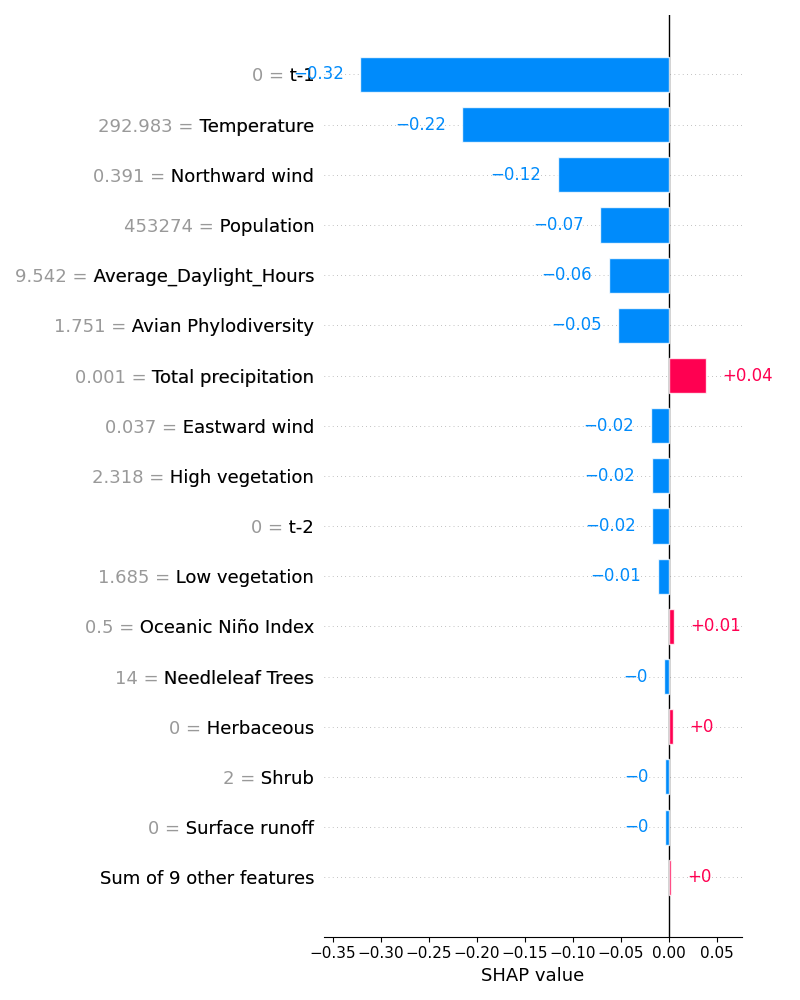 0 = t-1 −0.32
292.983 = Temperature −0.22
0.391 = Northward wind −0.12
453274 = Population −0.07
9.542 = Average_Daylight_Hours −0.06
1.751 = Avian Phylodiversity −0.05
0.001 = Total precipitation +0.04
0.037 = Eastward wind −0.02
2.318 = High vegetation −0.02
0 = t-2 −0.02
1.685 = Low vegetation −0.01
0.5 = Oceanic Niño Index +0.01
14 = Needleleaf Trees −0
0 = Herbaceous +0
2 = Shrub −0
0 = Surface runoff −0
Sum of 9 other features +0
−0.35 −0.30 −0.25 −0.20 −0.15 −0.10 −0.05 0.00 0.05
SHAP value